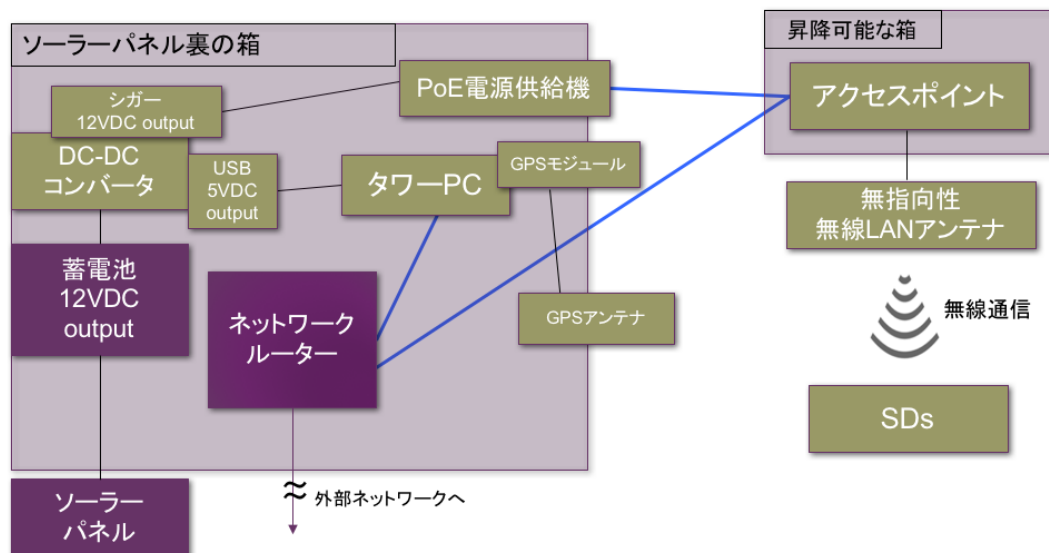 ソーラーパネル裏の箱
昇降可能な箱
シガー
12VDC output
PoE電源供給機
アクセスポイント
DC-DC
コンバータ
USB
5VDC
output
タワーPC
GPSモジュール
無指向性
無線LANアンテナ
蓄電池
12VDC
output
ネットワーク
ルーター
GPSアンテナ
無線通信
SDs
ソーラー
パネル
≈
外部ネットワークへ